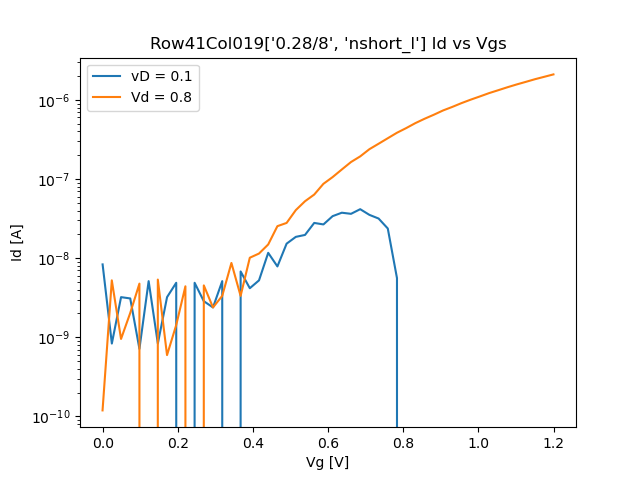 Row41Col019['0.28/8', 'nshort_l'] Id vs Vgs
vD = 0.1
Vd = 0.8
Id [A]
10⁻⁶
10⁻⁷
10⁻⁸
10⁻⁹
10⁻¹⁰
0.0 0.2 0.4 0.6 0.8 1.0 1.2
Vg [V]